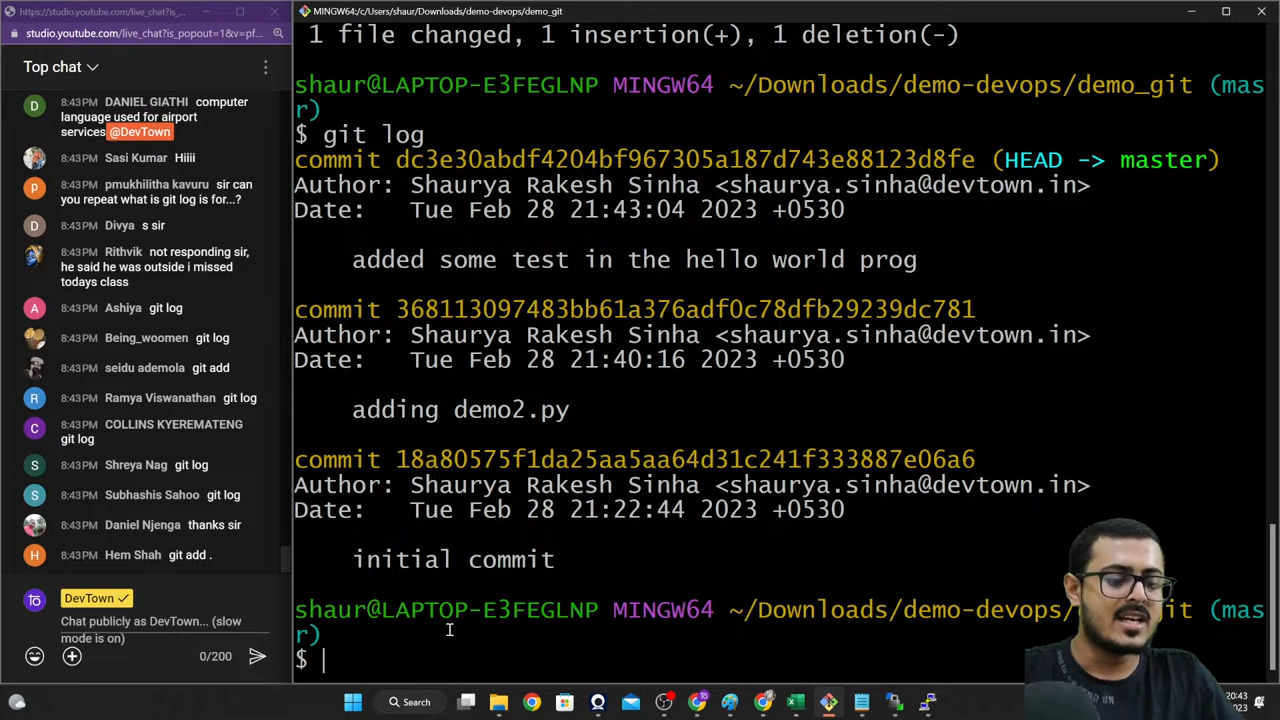 https://studio.youtube.com/live_chat?is_...
studio.youtube.com/live_chat?is_popout=1&v=pf...
Top chat
D 8:43PM DANIEL GIATHI computer
language used for airport
services @DevTown
8:43PM Sasi Kumar Hiiii
p 8:43PM pmukhilitha kavuru sir can
you repeat what is git log is for...?
D 8:43PM Divya s sir
8:43PM Rithvik not responding sir,
he said he was outside i missed
todays class
A 8:43PM Ashiya git log
8:43PM Being_woomen git log
8:43PM seidu ademola git add
R 8:43PM Ramya Viswanathan git log
C 8:43PM COLLINS KYEREMATENG
git log
S 8:43PM Shreya Nag git log
S 8:43PM Subhashis Sahoo git log
8:43PM Daniel Njenga thanks sir
H 8:43PM Hem Shah git add .
DevTown
Chat publicly as DevTown... (slow
mode is on)
0/200
MINGW64:/c/Users/shaur/Downloads/demo-devops/demo_git
1 file changed, 1 insertion(+), 1 deletion(-)
shaur@LAPTOP-E3FEGLNP MINGW64 ~/Downloads/demo-devops/demo_git (mas
r)
$ git log
commit dc3e30abdf4204bf967305a187d743e88123d8fe (HEAD -> master)
Author: Shaurya Rakesh Sinha <shaurya.sinha@devtown.in>
Date:   Tue Feb 28 21:43:04 2023 +0530
added some test in the hello world prog
commit 368113097483bb61a376adf0c78dfb29239dc781
Author: Shaurya Rakesh Sinha <shaurya.sinha@devtown.in>
Date:   Tue Feb 28 21:40:16 2023 +0530
adding demo2.py
commit 18a80575f1da25aa5aa64d31c241f333887e06a6
Author: Shaurya Rakesh Sinha <shaurya.sinha@devtown.in>
Date:   Tue Feb 28 21:22:44 2023 +0530
initial commit
shaur@LAPTOP-E3FEGLNP MINGW64 ~/Downloads/demo-devops/ git (mas
r)
$
Search
20:43
2023